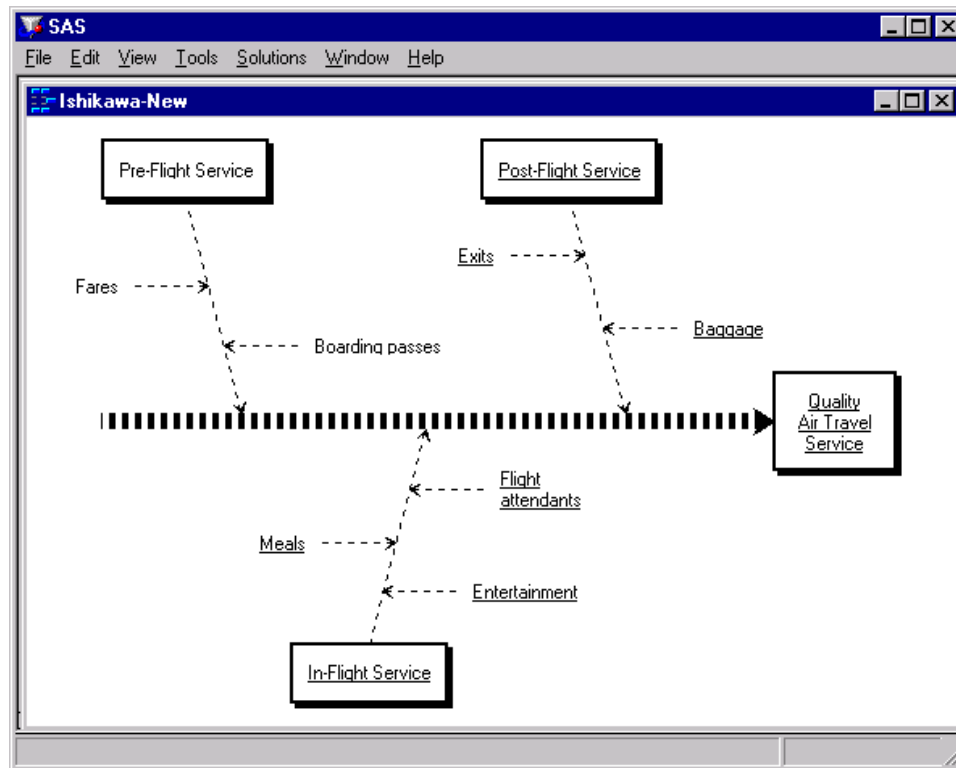 SAS
File Edit View Tools Solutions Window Help
Ishikawa-New
Pre-Flight Service
Post-Flight Service
Exits
Fares
Baggage
Boarding passes
Quality
Air Travel
Service
Flight
attendants
Meals
Entertainment
In-Flight Service